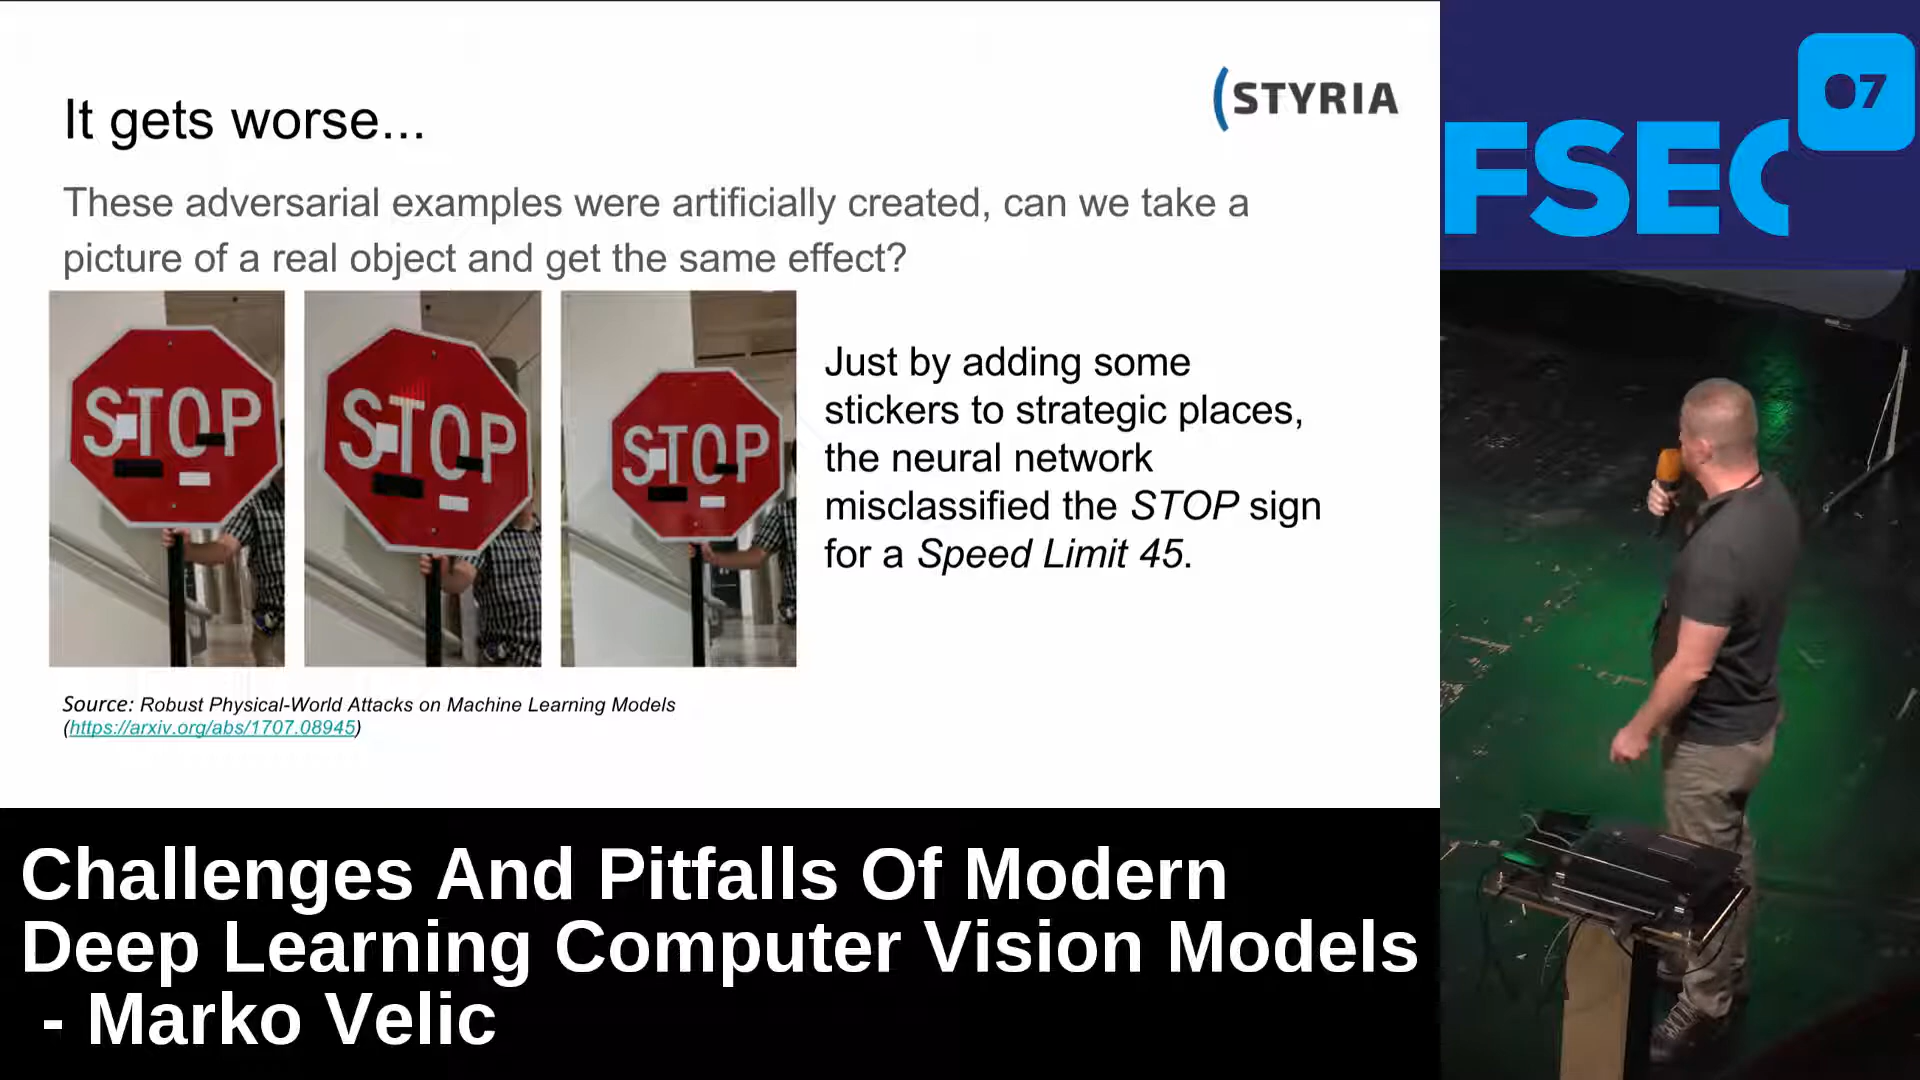 It gets worse...
STYRIA
These adversarial examples were artificially created, can we take a
picture of a real object and get the same effect?
STOP
STOP
STOP
Just by adding some
stickers to strategic places,
the neural network
misclassified the STOP sign
for a Speed Limit 45.
Source: Robust Physical-World Attacks on Machine Learning Models
(https://arxiv.org/abs/1707.08945)
07
FSEC
Challenges And Pitfalls Of Modern
Deep Learning Computer Vision Models
- Marko Velic